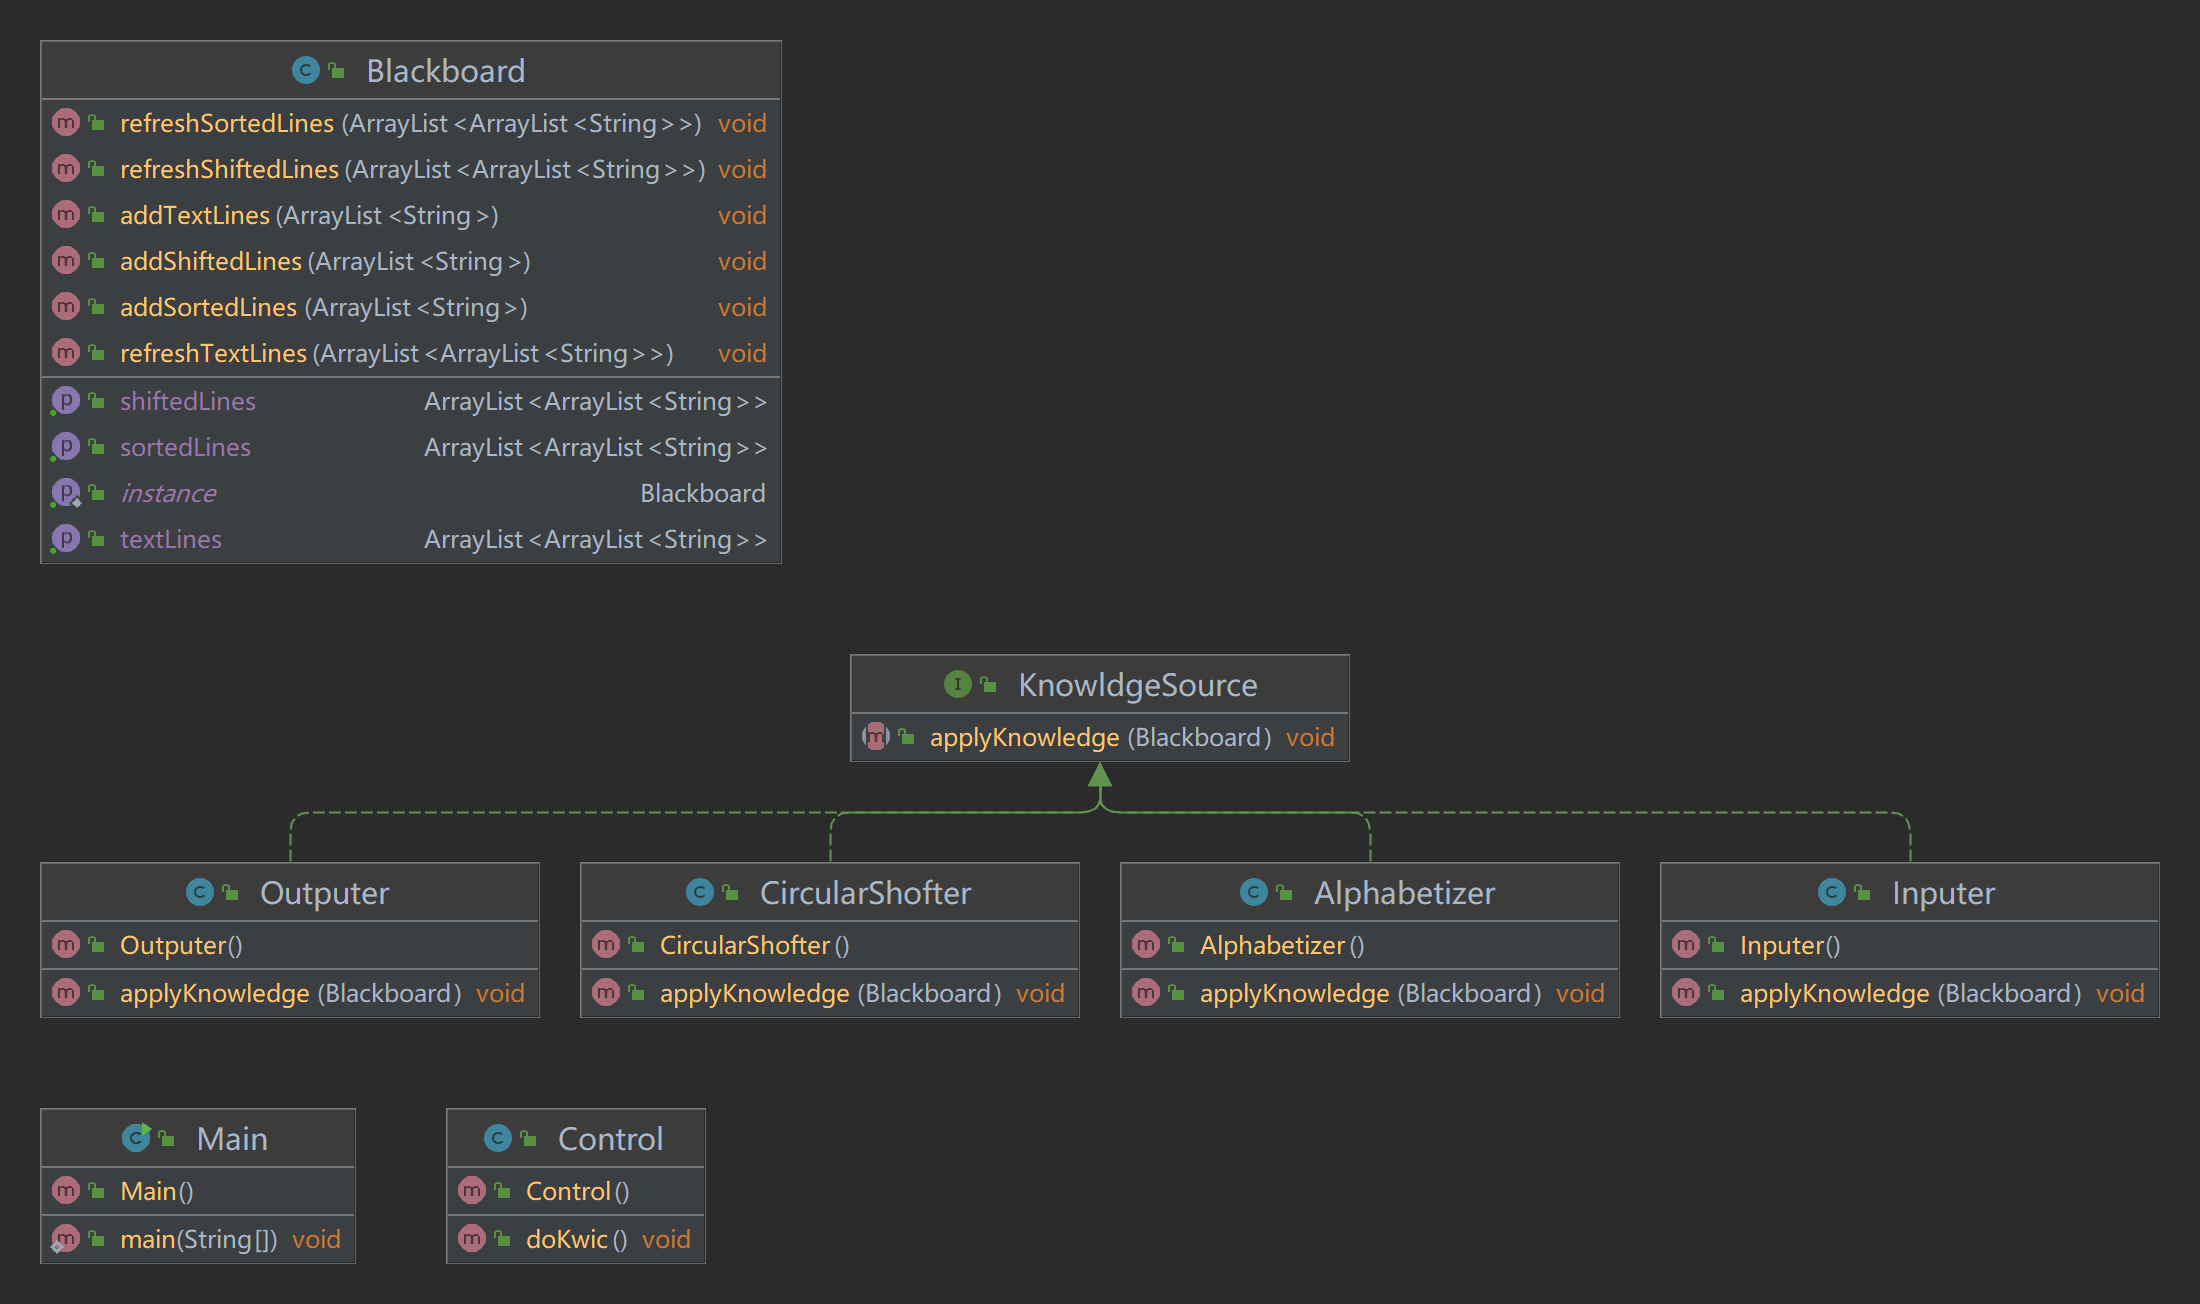 Blackboard
refreshSortedLines (ArrayList<ArrayList<String>>) void
refreshShiftedLines (ArrayList<ArrayList<String>>) void
addTextLines (ArrayList<String>) void
addShiftedLines (ArrayList<String>) void
addSortedLines (ArrayList<String>) void
refreshTextLines (ArrayList<ArrayList<String>>) void
shiftedLines ArrayList<ArrayList<String>>
sortedLines ArrayList<ArrayList<String>>
instance Blackboard
textLines ArrayList<ArrayList<String>>
KnowldgeSource
applyKnowledge (Blackboard) void
Outputer
Outputer()
applyKnowledge (Blackboard) void
CircularShofter
CircularShofter()
applyKnowledge (Blackboard) void
Alphabetizer
Alphabetizer()
applyKnowledge (Blackboard) void
Inputer
Inputer()
applyKnowledge (Blackboard) void
Main
Main()
main(String[]) void
Control
Control()
doKwic() void